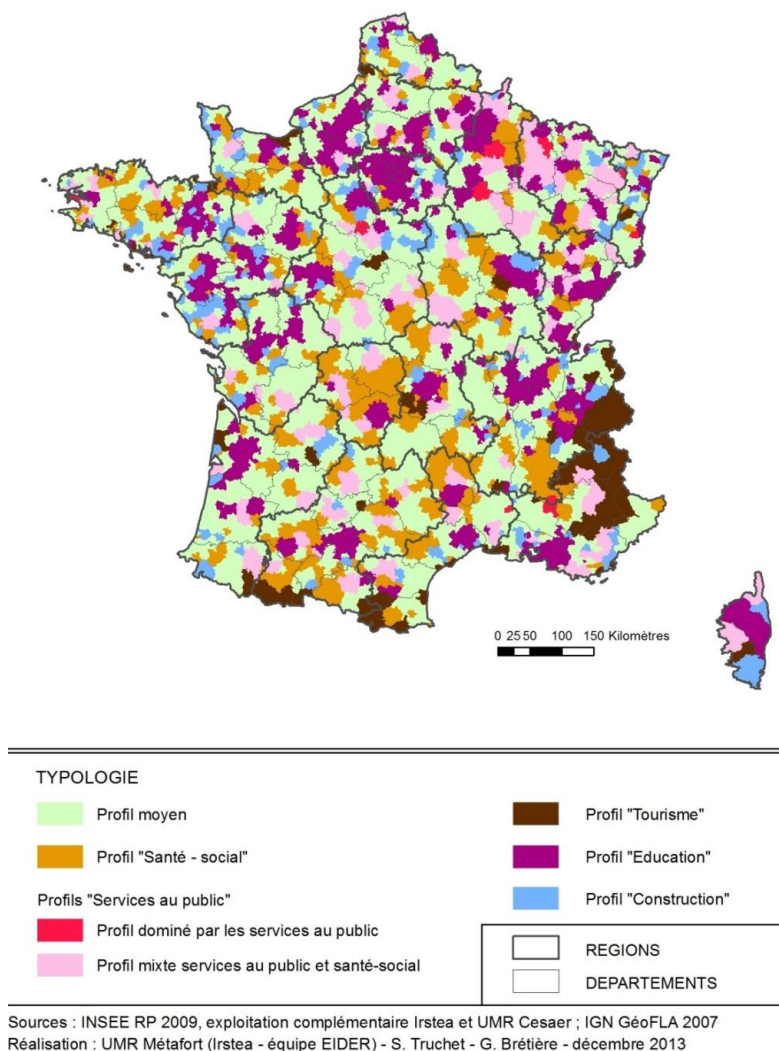 0 25 50 100 150 Kilomètres
TYPOLOGIE
Profil moyen
Profil "Santé - social"
Profils "Services au public"
Profil dominé par les services au public
Profil mixte services au public et santé-social
Profil "Tourisme"
Profil "Education"
Profil "Construction"
REGIONS
DEPARTEMENTS
Sources : INSEE RP 2009, exploitation complémentaire Irstea et UMR Cesaer ; IGN GéoFLA 2007
Réalisation : UMR Métafort (Irstea - équipe EIDER) - S. Truchet - G. Brétière - décembre 2013